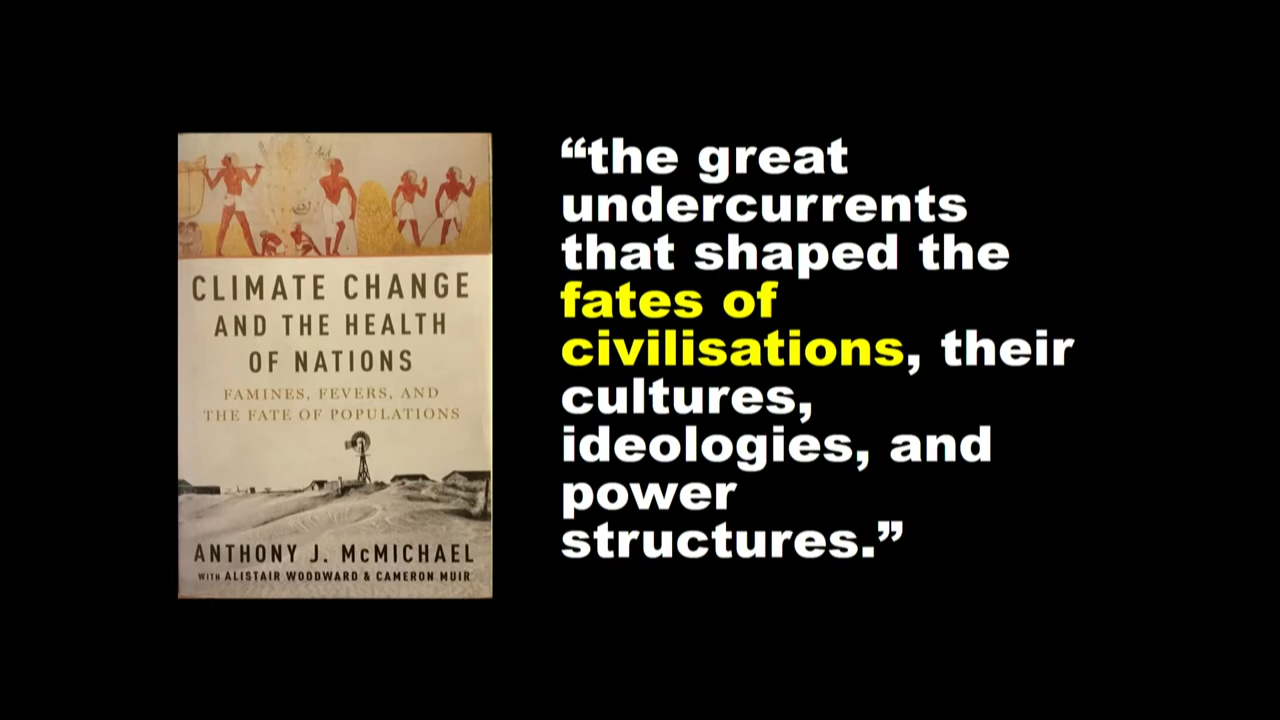 CLIMATE CHANGE
AND THE HEALTH
OF NATIONS
FAMINES, FEVERS, AND
THE FATE OF POPULATIONS
ANTHONY J. McMICHAEL
WITH ALISTAIR WOODWARD & CAMERON MUIR
“the great
undercurrents
that shaped the
fates of
civilisations, their
cultures,
ideologies, and
power
structures.”